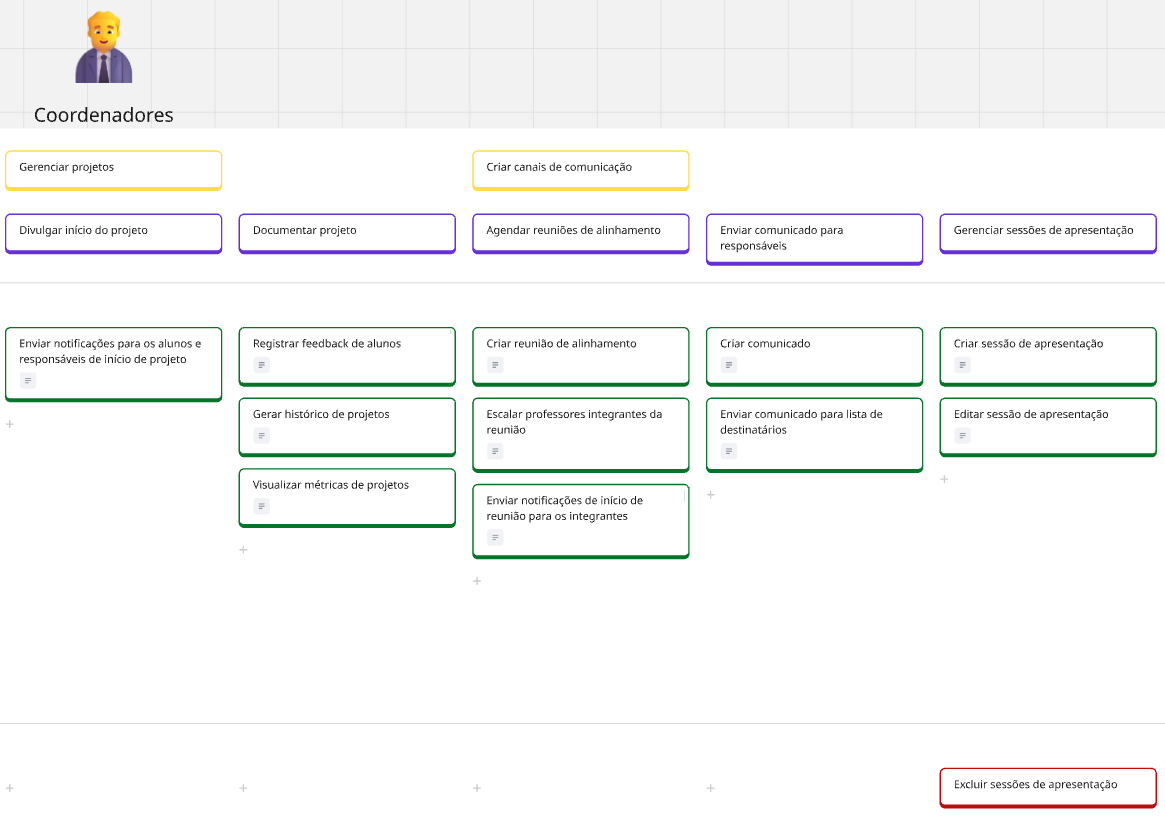 Coordenadores
Gerenciar projetos
Criar canais de comunicação
Divulgar início do projeto
Documentar projeto
Agendar reuniões de alinhamento
Enviar comunicado para
responsáveis
Gerenciar sessões de apresentação
Enviar notificações para os alunos e
responsáveis de início de projeto
Registrar feedback de alunos
Gerar histórico de projetos
Visualizar métricas de projetos
Criar reunião de alinhamento
Escalar professores integrantes da
reunião
Enviar notificações de início de
reunião para os integrantes
Criar comunicado
Enviar comunicado para lista de
destinatários
Criar sessão de apresentação
Editar sessão de apresentação
Excluir sessões de apresentação